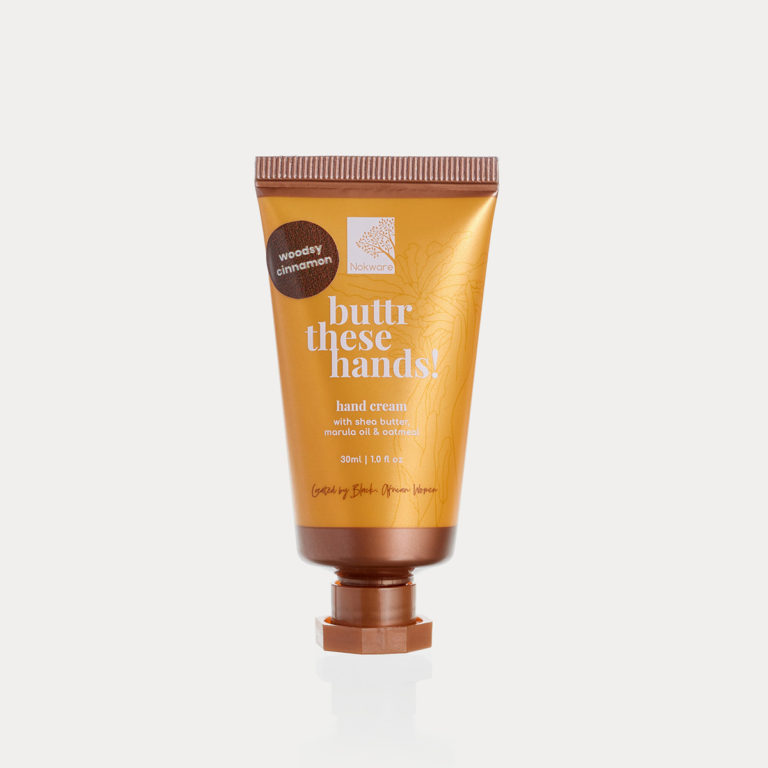 woodsy
cinnamon
Nokware
buttr
these
hands!
hand cream
with shea butter,
marula oil & oatmeal
30ml | 1.0 fl oz
Created by Black African Women